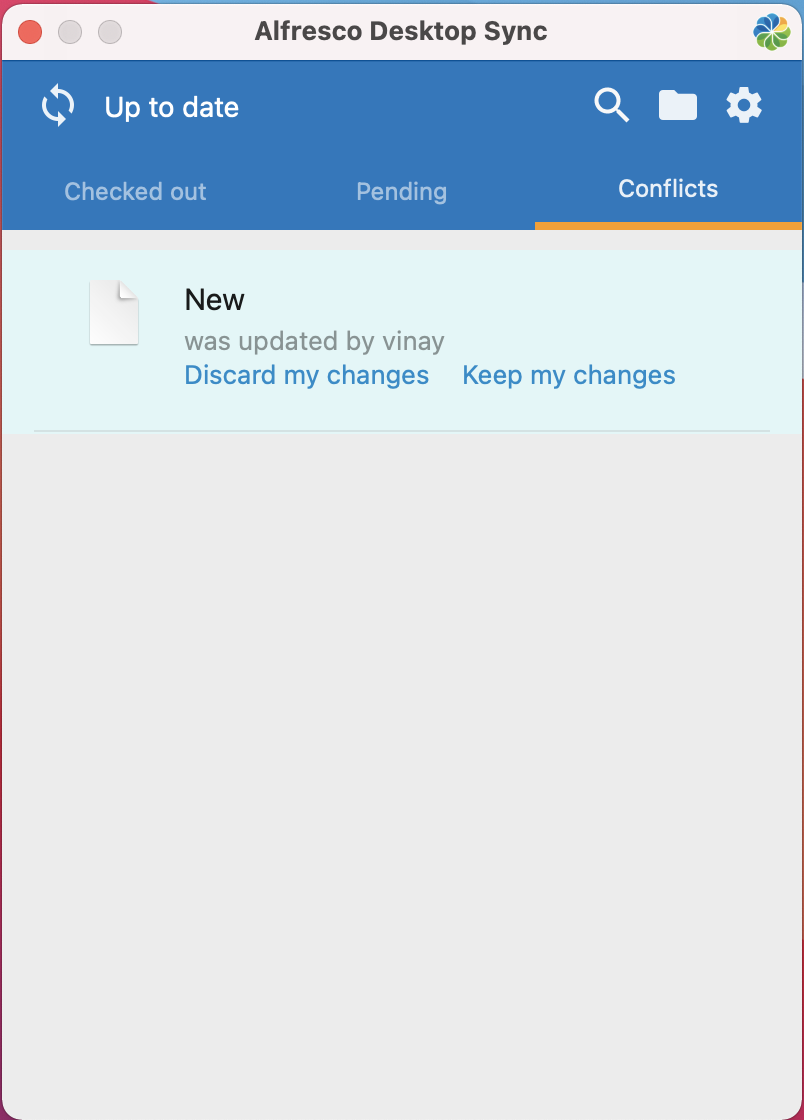 Alfresco Desktop Sync
Up to date
Checked out Pending Conflicts
New
was updated by vinay
Discard my changes Keep my changes